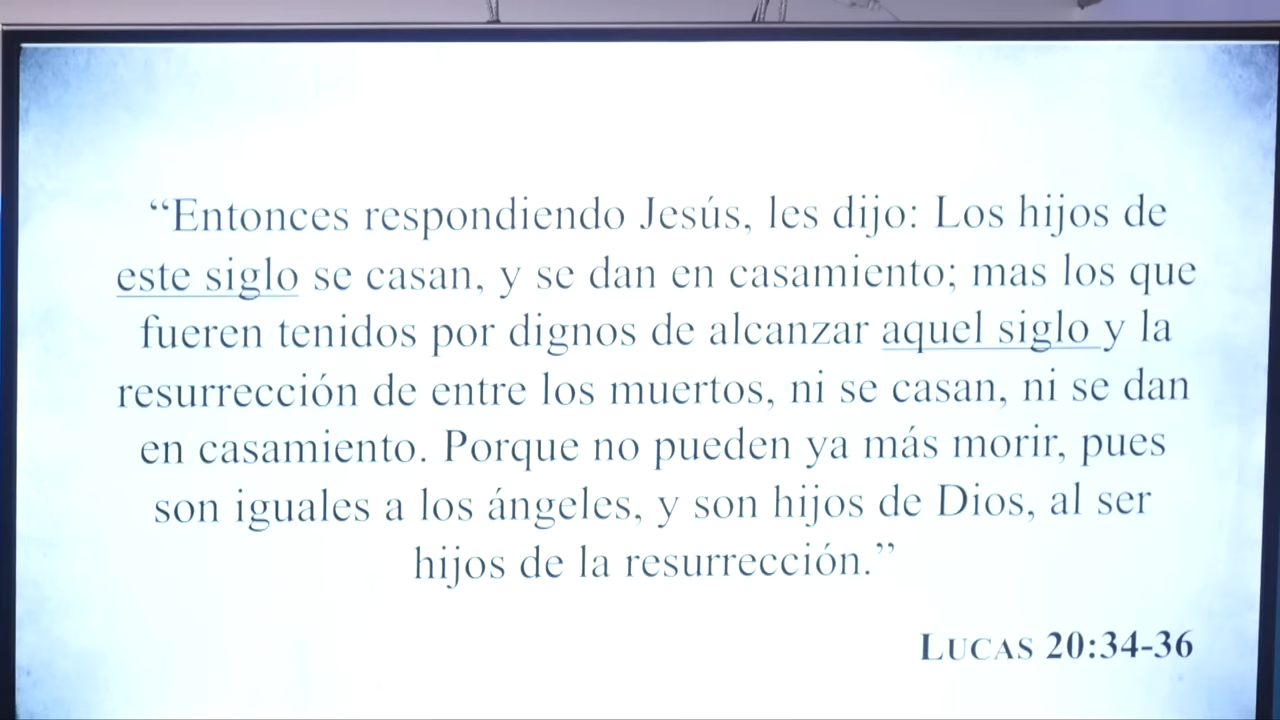 “Entonces respondiendo Jesús, les dijo: Los hijos de
este siglo se casan, y se dan en casamiento; mas los que
fueren tenidos por dignos de alcanzar aquel siglo y la
resurrección de entre los muertos, ni se casan, ni se dan
en casamiento. Porque no pueden ya más morir, pues
son iguales a los ángeles, y son hijos de Dios, al ser
hijos de la resurrección.”
LUCAS 20:34-36